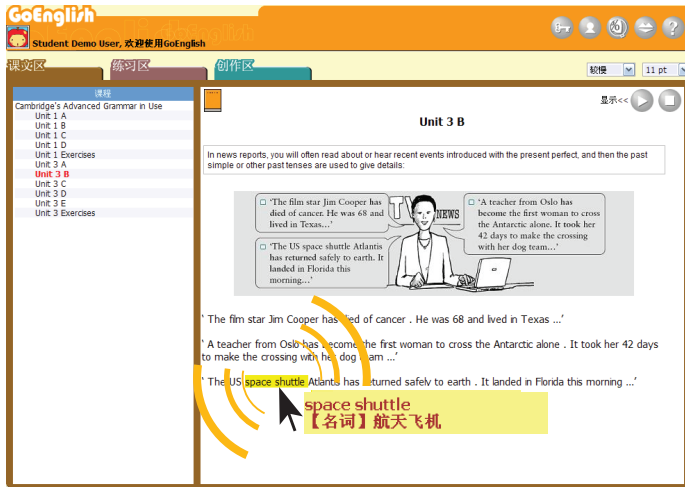 GoEnglish
Student Demo User, 欢迎使用GoEnglish
课文区
练习区
创作区
较慢
11 pt
课程
Cambridge's Advanced Grammar in Use
Unit 1 A
Unit 1 B
Unit 1 C
Unit 1 D
Unit 1 Exercises
Unit 3 A
Unit 3 B
Unit 3 C
Unit 3 D
Unit 3 E
Unit 3 Exercises
显示<<
Unit 3 B
In news reports, you will often read about or hear recent events introduced with the present perfect, and then the past
simple or other past tenses are used to give details:
'The film star Jim Cooper has
died of cancer. He was 68 and
lived in Texas…'
'The US space shuttle Atlantis
has returned safely to earth. It
landed in Florida this
morning…'
TV
NEWS
'A teacher from Oslo has
become the first woman to cross
the Antarctic alone. It took her
42 days to make the crossing
with her dog team…'
' The film star Jim Cooper has died of cancer . He was 68 and lived in Texas ...'
' A teacher from Oslo has become the first woman to cross the Antarctic alone . It took her 42 days
to make the crossing with her dog team ...'
' The US space shuttle Atlantis has returned safely to earth . It landed in Florida this morning ...'
space shuttle
【名词】航天飞机